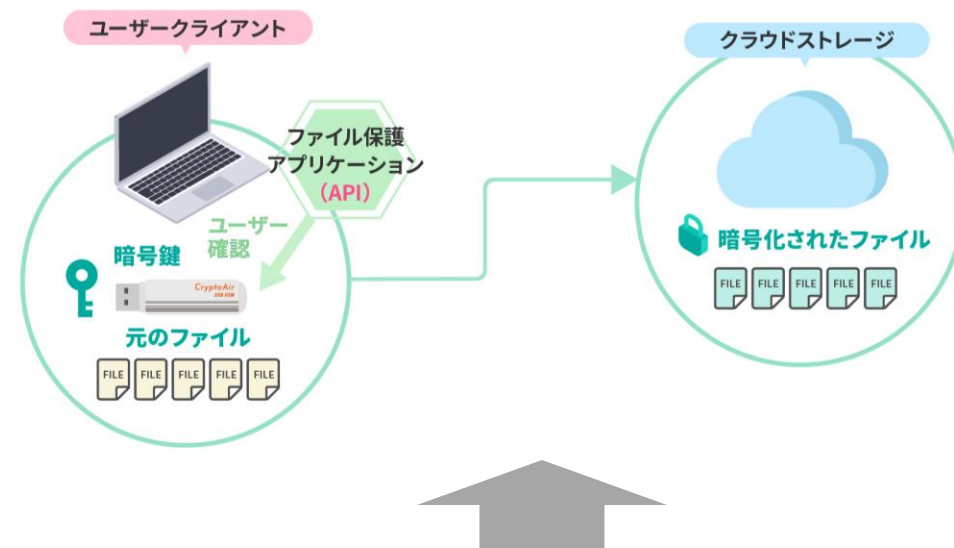 ユーザークライアント
クラウドストレージ
ファイル保護
アプリケーション
（API）
ユーザー
確認
暗号鍵
CryptoAir
USB HSM
元のファイル
FILE FILE FILE FILE FILE
暗号化されたファイル
FILE FILE FILE FILE FILE